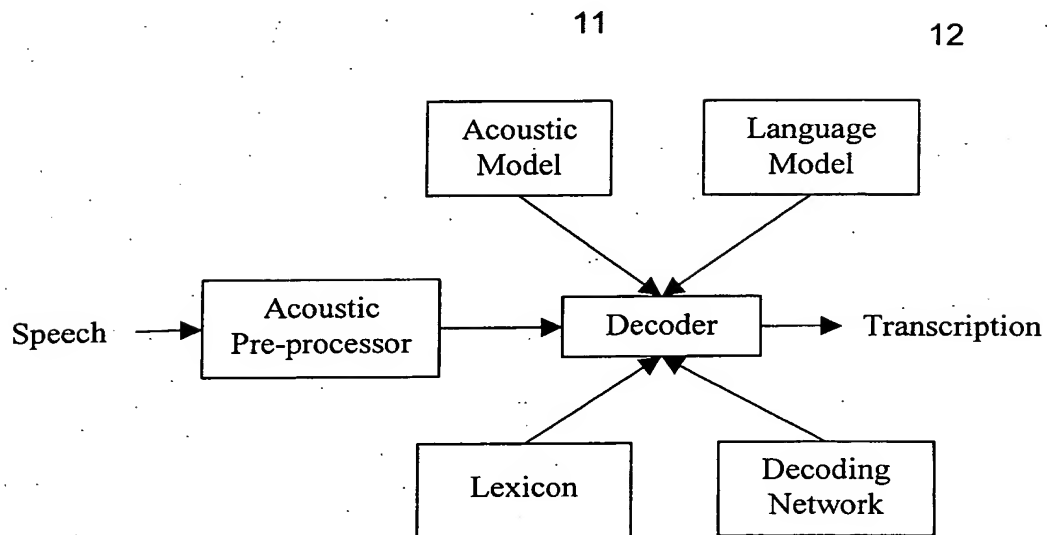 11
12
Acoustic
Model
Language
Model
Speech
Acoustic
Pre-processor
Decoder
Transcription
Lexicon
Decoding
Network